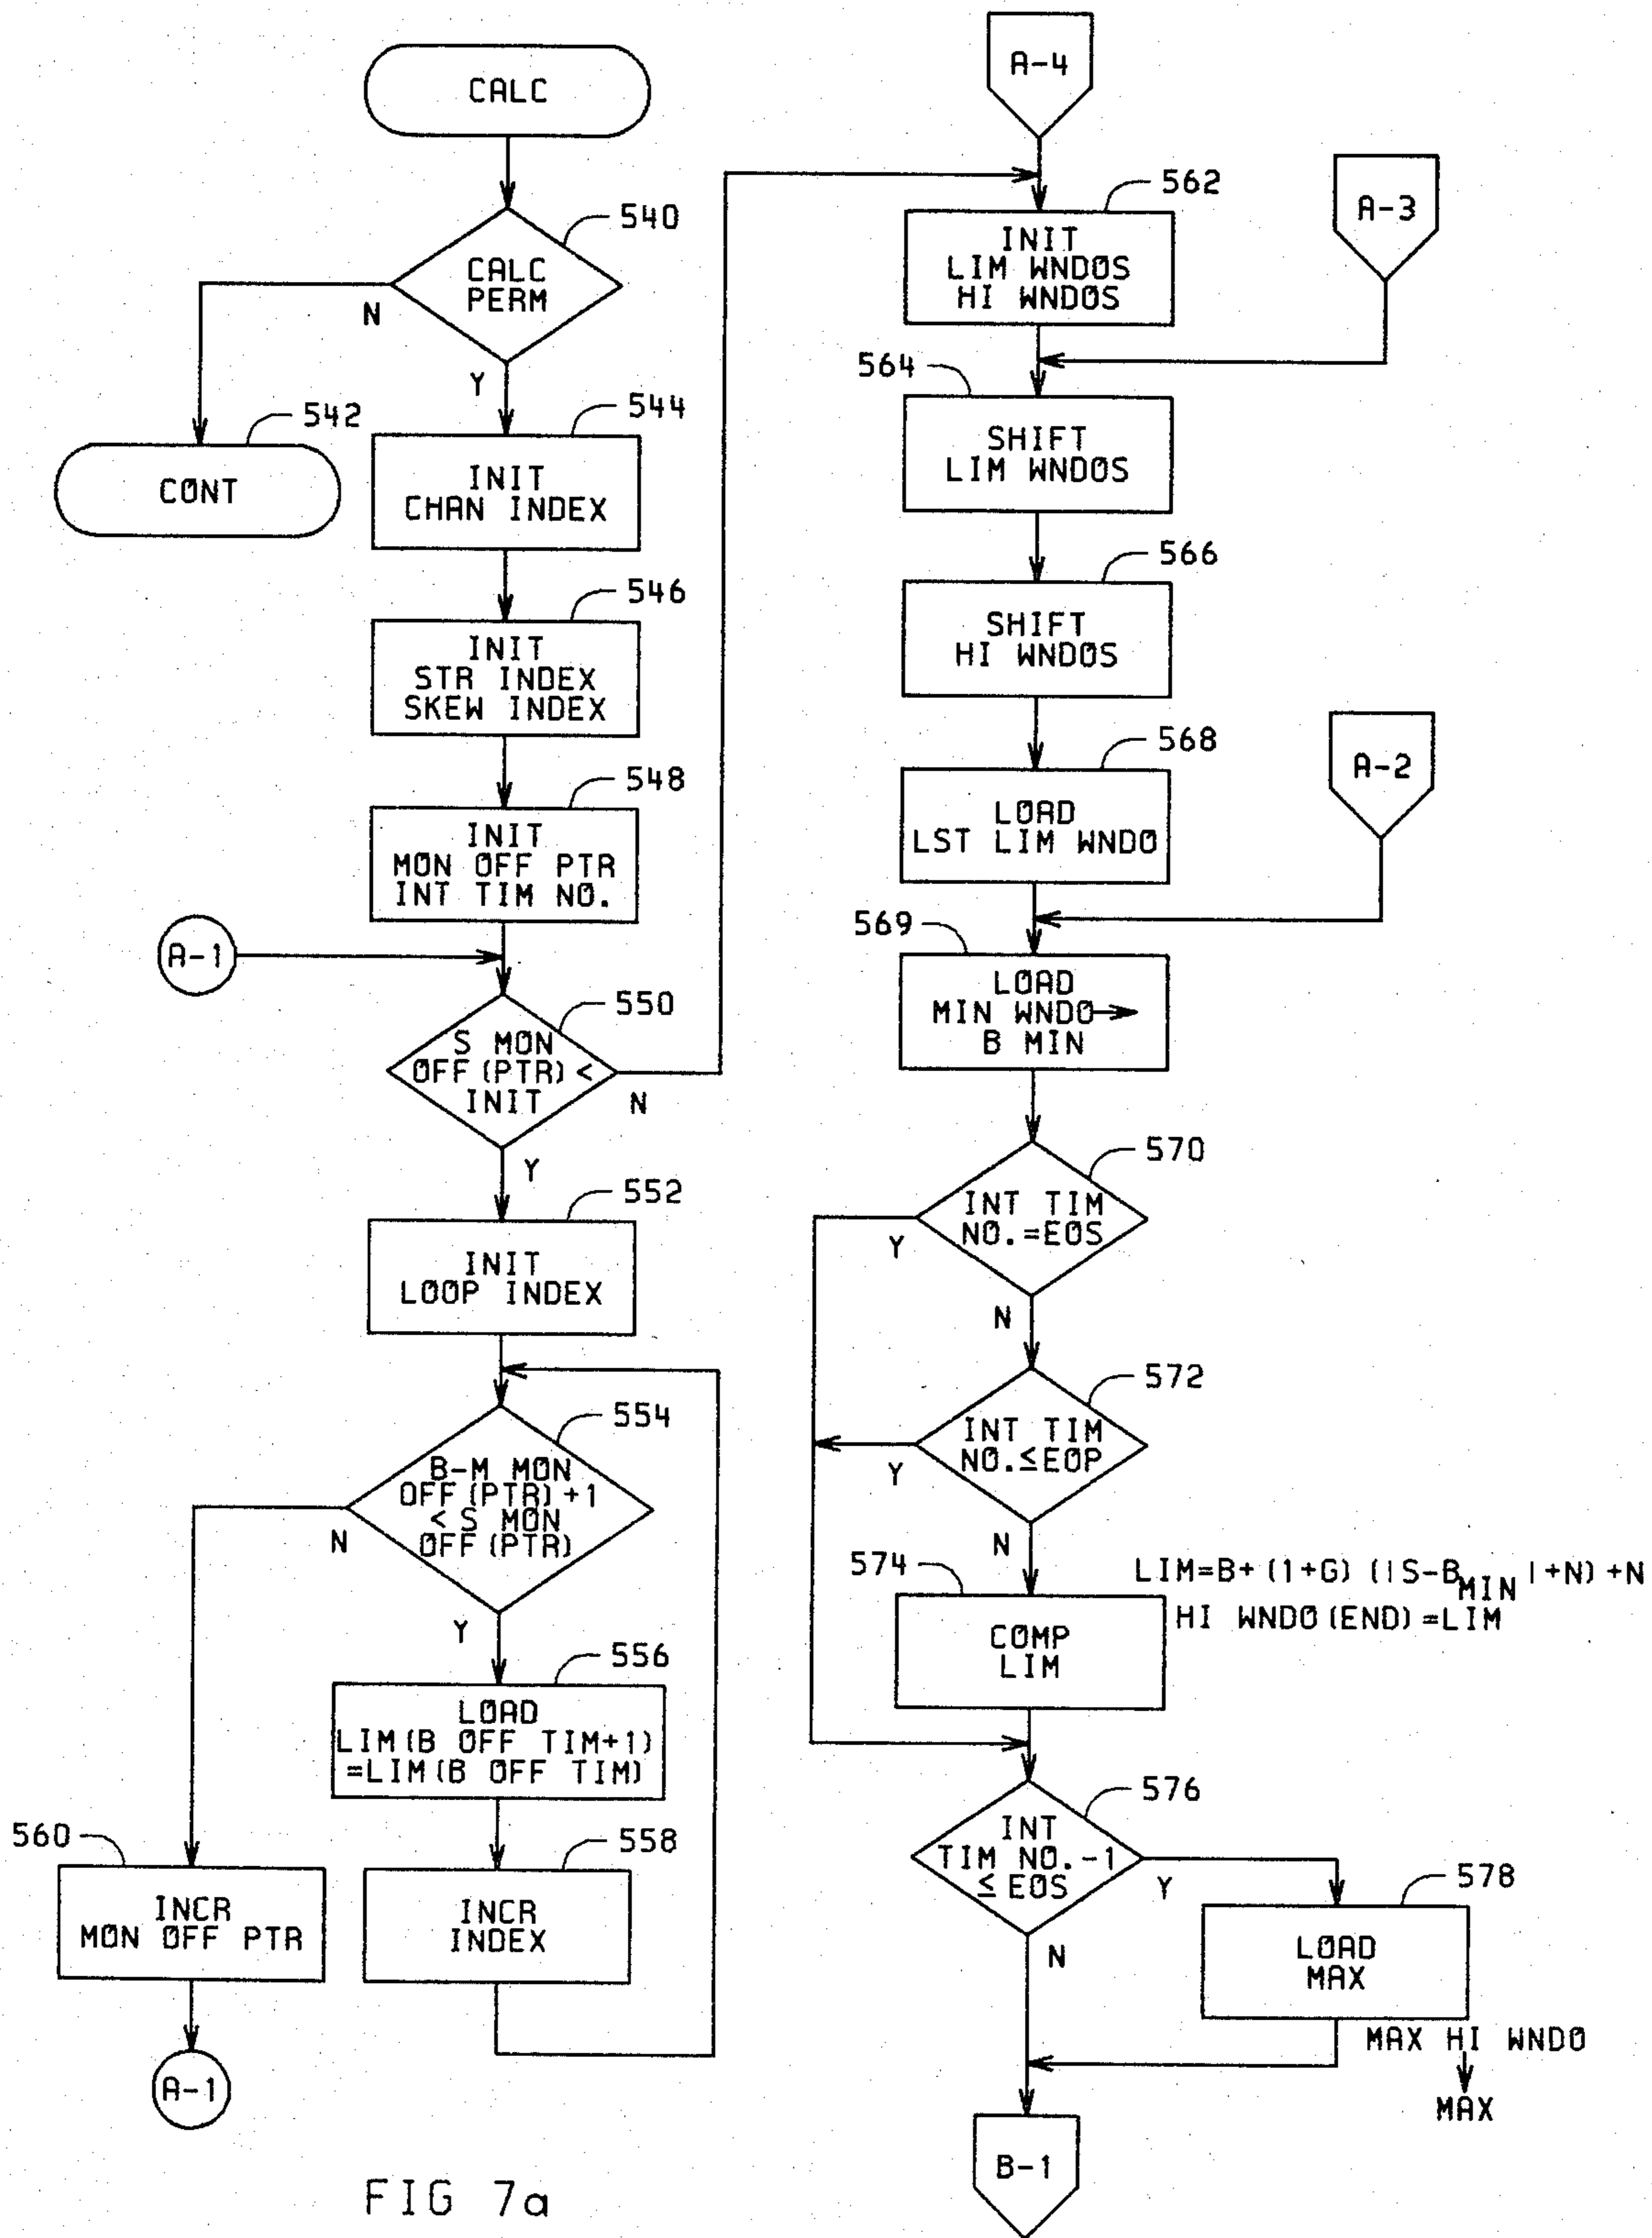 CALC
540
CALC
PERM
N
Y
542
CONT
544
INIT
CHAN INDEX
546
INIT
STR INDEX
SKEW INDEX
548
INIT
MON OFF PTR
INT TIM NO.
A-1
550
S MON
OFF(PTR)<
INIT
N
Y
552
INIT
LOOP INDEX
554
B-M MON
OFF(PTR)+1
< S MON
OFF(PTR)
N
Y
556
LOAD
LIM(B OFF TIM+1)
=LIM(B OFF TIM)
558
INCR
INDEX
560
INCR
MON OFF PTR
A-1
A-4
562
INIT
LIM WNDOS
HI WNDOS
A-3
564
SHIFT
LIM WNDOS
566
SHIFT
HI WNDOS
568
LOAD
LST LIM WNDO
A-2
569
LOAD
MIN WNDO→
B MIN
570
INT TIM
NO.=EOS
Y
N
572
INT TIM
NO.≤EOP
Y
N
574
COMP
LIM
LIM=B+(1+G)(|S-BMIN|+N)+N
HI WNDO(END)=LIM
576
INT
TIM NO.-1
≤ EOS
Y
N
578
LOAD
MAX
MAX HI WNDO
MAX
B-1
FIG 7a